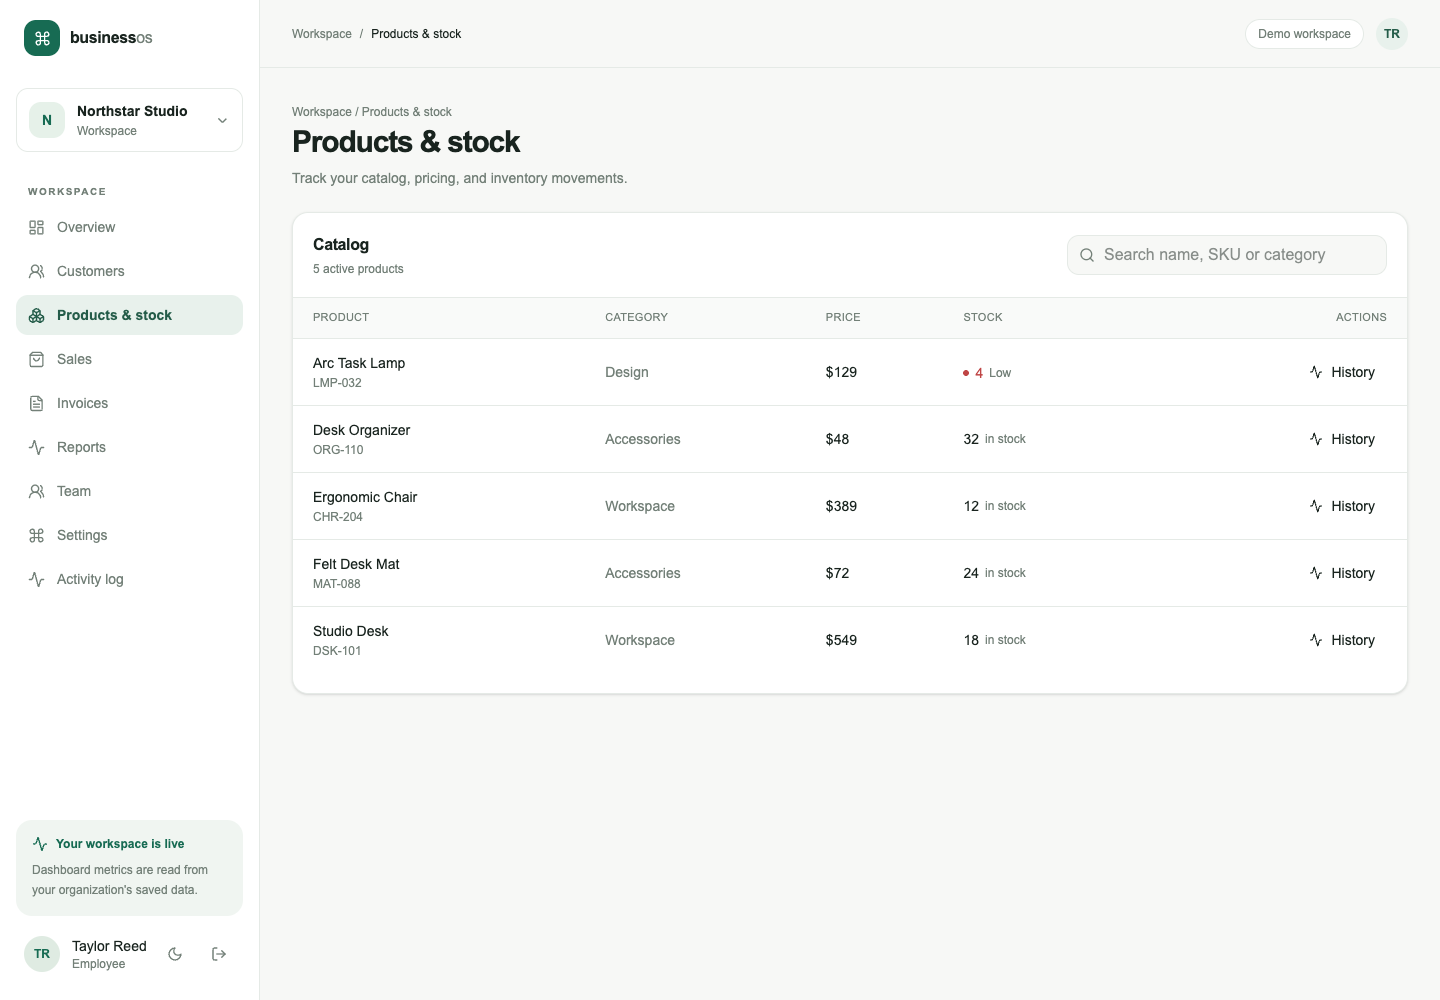 businessos
Workspace / Products & stock
Demo workspace
TR
N
Northstar Studio
Workspace
WORKSPACE
Overview
Customers
Products & stock
Sales
Invoices
Reports
Team
Settings
Activity log
Your workspace is live
Dashboard metrics are read from
your organization's saved data.
TR
Taylor Reed
Employee
Workspace / Products & stock
Products & stock
Track your catalog, pricing, and inventory movements.
Catalog
5 active products
Search name, SKU or category
PRODUCT CATEGORY PRICE STOCK ACTIONS
Arc Task Lamp
LMP-032
Design $129 4 Low History
Desk Organizer
ORG-110
Accessories $48 32 in stock History
Ergonomic Chair
CHR-204
Workspace $389 12 in stock History
Felt Desk Mat
MAT-088
Accessories $72 24 in stock History
Studio Desk
DSK-101
Workspace $549 18 in stock History